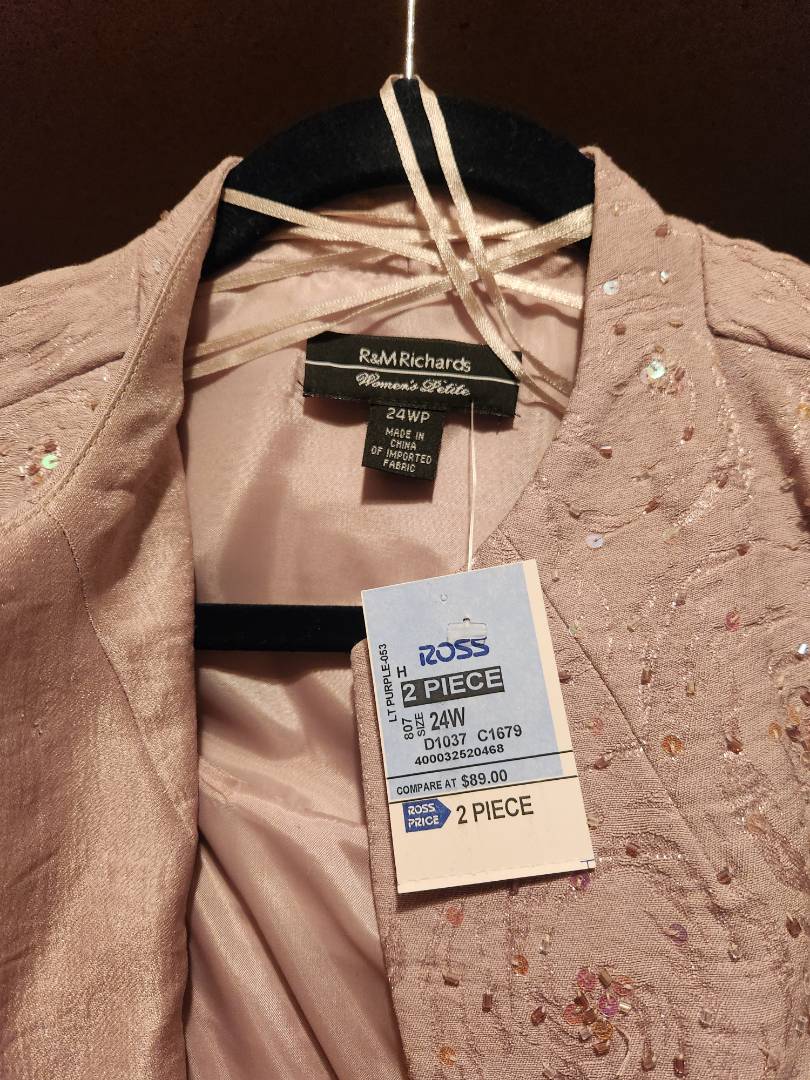 R&M Richards
Women's Petite
24WP
MADE IN
CHINA
OF IMPORTED
FABRIC
ROSS
LT PURPLE-053
H
2 PIECE
807
SIZE 24W
D1037 C1679
400032520468
COMPARE AT $89.00
ROSS
PRICE
2 PIECE
H